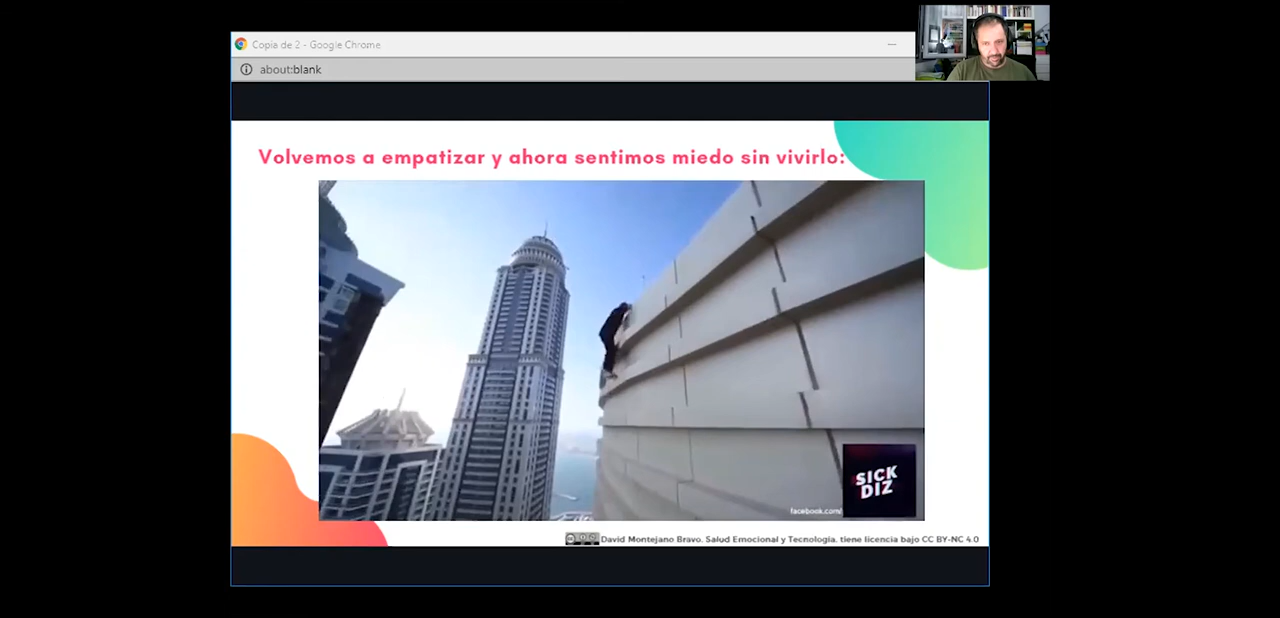 Copia de 2 - Google Chrome
about:blank
Volvemos a empatizar y ahora sentimos miedo sin vivirlo:
SICK
DIZ
facebook.com/
David Montejano Bravo. Salud Emocional y Tecnología. tiene licencia bajo CC BY-NC 4.0